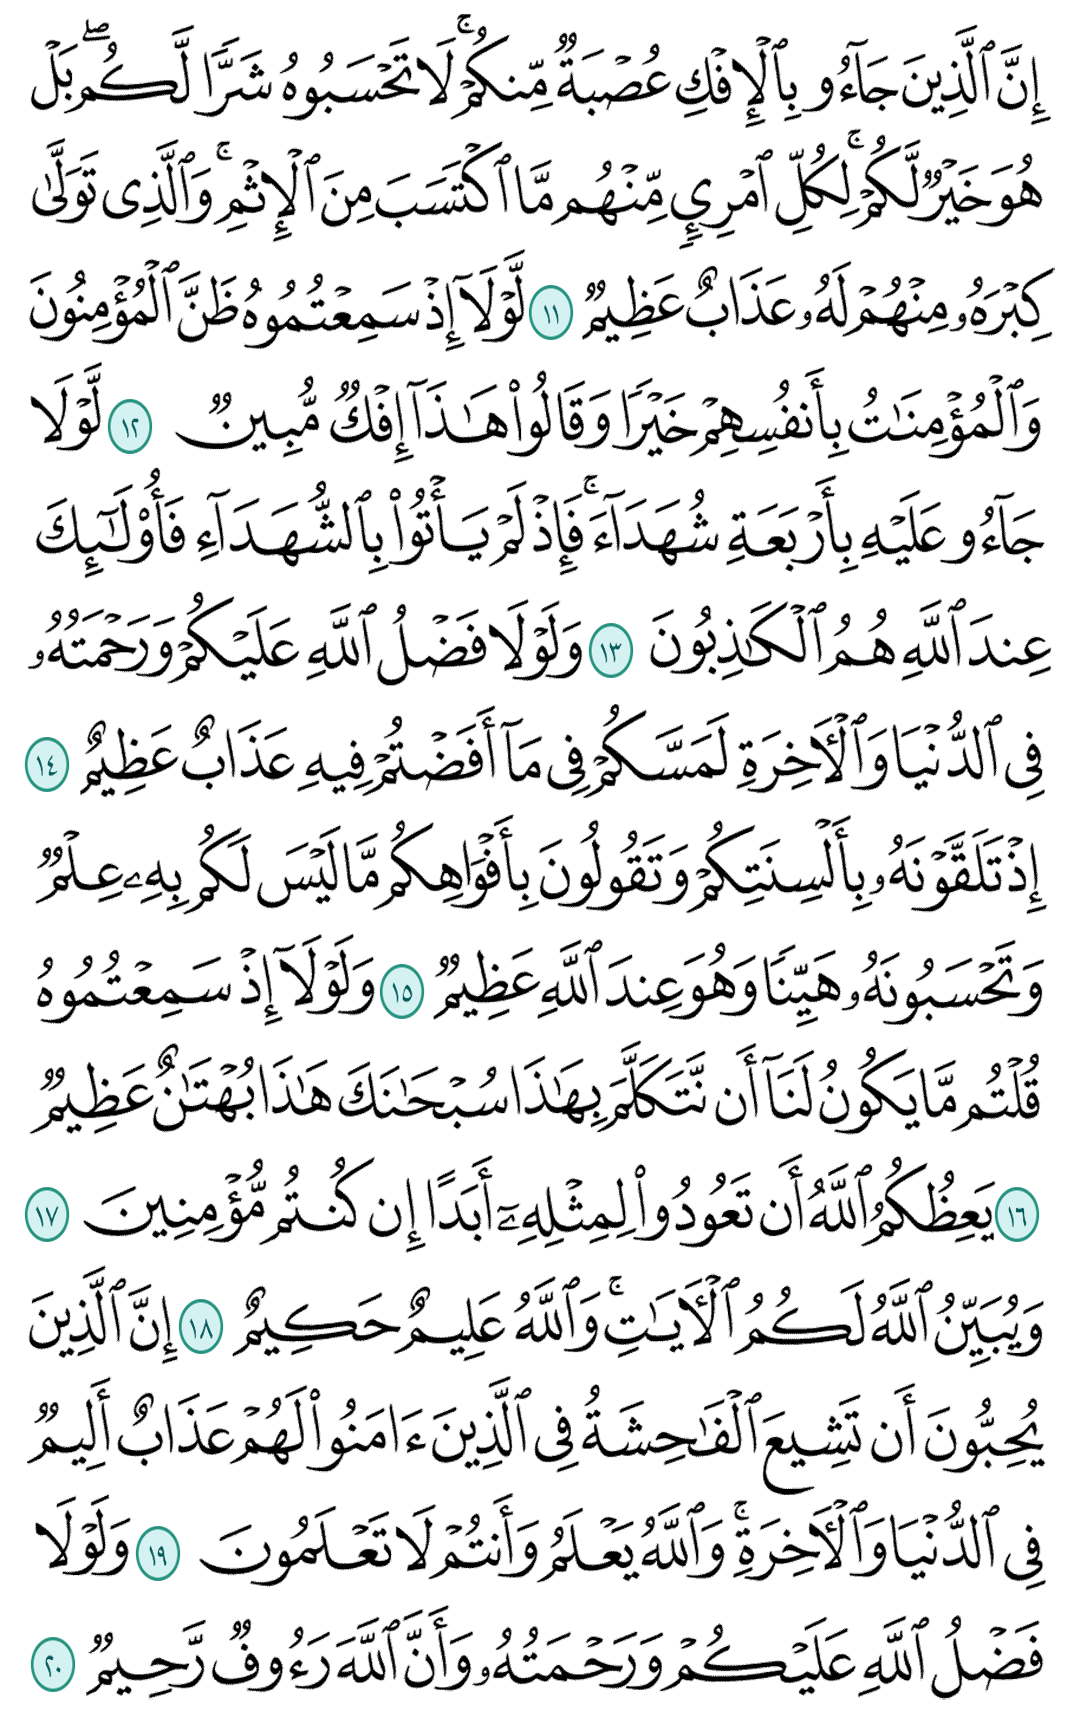 إِنَّ ٱلَّذِينَ جَآءُو بِٱلْإِفْكِ عُصْبَةٌ مِّنكُمْ ۚ لَا تَحْسَبُوهُ شَرًّا لَّكُم ۖ بَلْ
هُوَ خَيْرٌ لَّكُمْ ۚ لِكُلِّ ٱمْرِئٍ مِّنْهُم مَّا ٱكْتَسَبَ مِنَ ٱلْإِثْمِ ۚ وَٱلَّذِى تَوَلَّىٰ
كِبْرَهُۥ مِنْهُمْ لَهُۥ عَذَابٌ عَظِيمٌ ١١ لَّوْلَآ إِذْ سَمِعْتُمُوهُ ظَنَّ ٱلْمُؤْمِنُونَ
وَٱلْمُؤْمِنَٰتُ بِأَنفُسِهِمْ خَيْرًا وَقَالُوا۟ هَٰذَآ إِفْكٌ مُّبِينٌ ١٢ لَّوْلَا
جَآءُو عَلَيْهِ بِأَرْبَعَةِ شُهَدَآءَ ۚ فَإِذْ لَمْ يَأْتُوا۟ بِٱلشُّهَدَآءِ فَأُو۟لَٰٓئِكَ
عِندَ ٱللَّهِ هُمُ ٱلْكَٰذِبُونَ ١٣ وَلَوْلَا فَضْلُ ٱللَّهِ عَلَيْكُمْ وَرَحْمَتُهُۥ
فِى ٱلدُّنْيَا وَٱلْءَاخِرَةِ لَمَسَّكُمْ فِى مَآ أَفَضْتُمْ فِيهِ عَذَابٌ عَظِيمٌ ١٤
إِذْ تَلَقَّوْنَهُۥ بِأَلْسِنَتِكُمْ وَتَقُولُونَ بِأَفْوَاهِكُم مَّا لَيْسَ لَكُم بِهِۦ عِلْمٌ
وَتَحْسَبُونَهُۥ هَيِّنًا وَهُوَ عِندَ ٱللَّهِ عَظِيمٌ ١٥ وَلَوْلَآ إِذْ سَمِعْتُمُوهُ
قُلْتُم مَّا يَكُونُ لَنَآ أَن نَّتَكَلَّمَ بِهَٰذَا سُبْحَٰنَكَ هَٰذَا بُهْتَٰنٌ عَظِيمٌ
١٦ يَعِظُكُمُ ٱللَّهُ أَن تَعُودُوا۟ لِمِثْلِهِۦٓ أَبَدًا إِن كُنتُم مُّؤْمِنِينَ ١٧
وَيُبَيِّنُ ٱللَّهُ لَكُمُ ٱلْءَايَٰتِ ۚ وَٱللَّهُ عَلِيمٌ حَكِيمٌ ١٨ إِنَّ ٱلَّذِينَ
يُحِبُّونَ أَن تَشِيعَ ٱلْفَٰحِشَةُ فِى ٱلَّذِينَ ءَامَنُوا۟ لَهُمْ عَذَابٌ أَلِيمٌ
فِى ٱلدُّنْيَا وَٱلْءَاخِرَةِ ۚ وَٱللَّهُ يَعْلَمُ وَأَنتُمْ لَا تَعْلَمُونَ ١٩ وَلَوْلَا
فَضْلُ ٱللَّهِ عَلَيْكُمْ وَرَحْمَتُهُۥ وَأَنَّ ٱللَّهَ رَءُوفٌ رَّحِيمٌ ٢٠